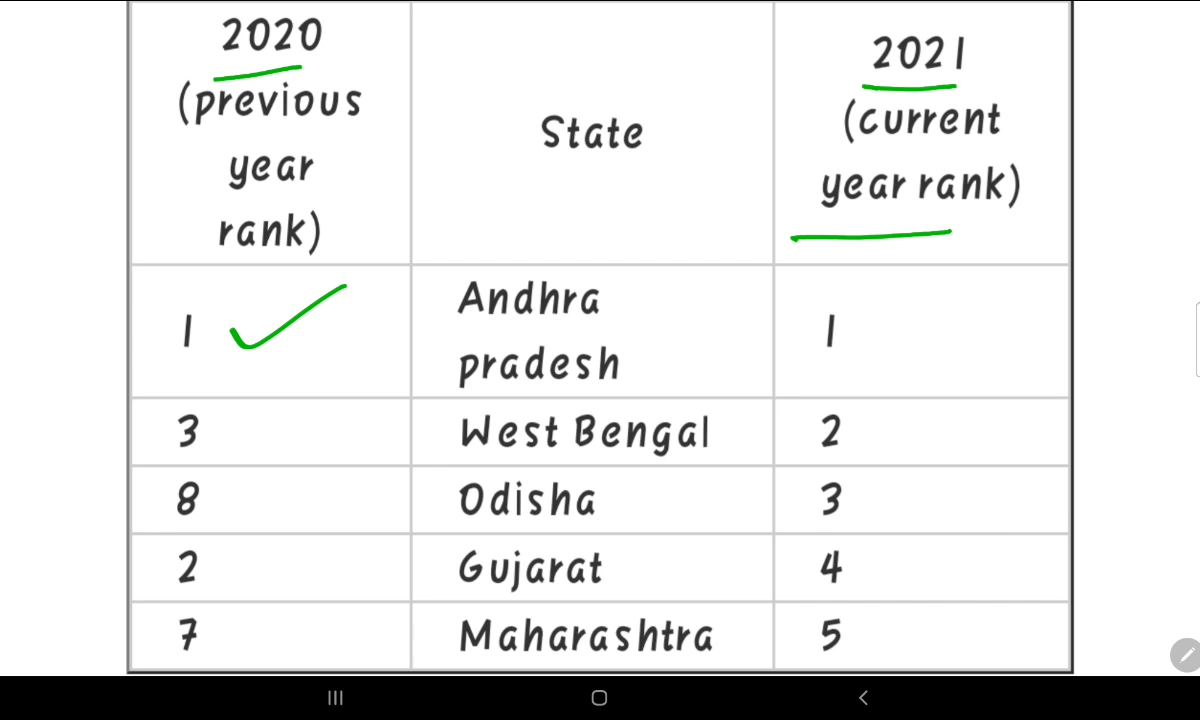 2020
(previous
year
rank)
State
2021
(current
year rank)
1
Andhra
pradesh
1
3
West Bengal
2
8
Odisha
3
2
Gujarat
4
7
Maharashtra
5